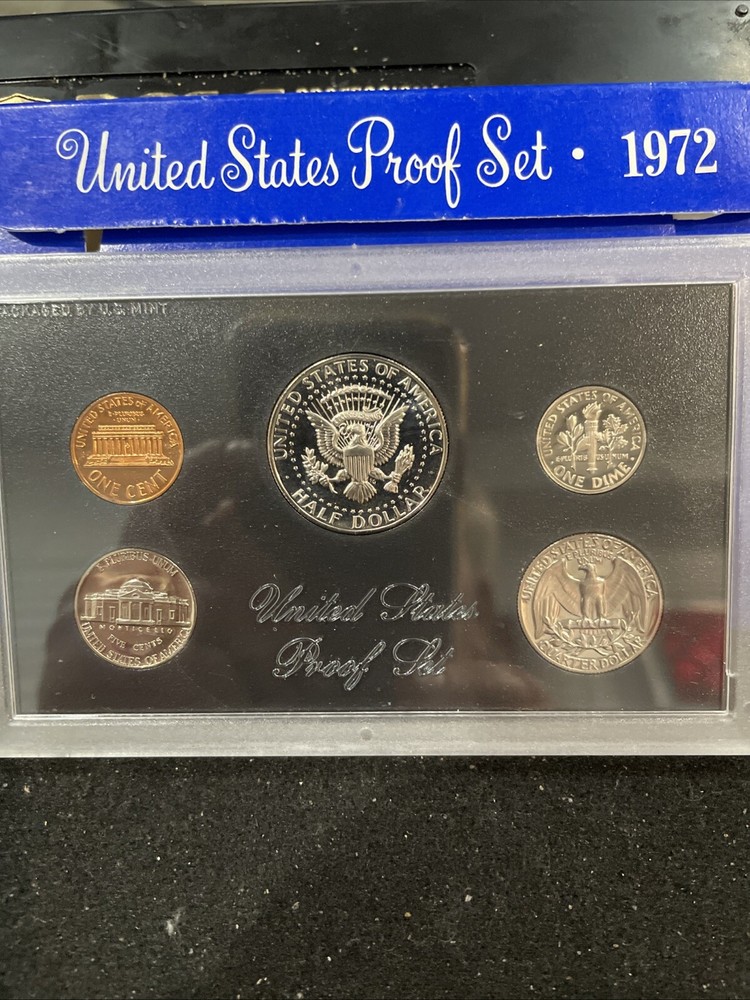 United States Proof Set · 1972
PACKAGED BY U.S. MINT
UNITED STATES OF AMERICA
E·PLURIBUS
UNUM
ONE CENT
UNITED STATES OF AMERICA
HALF DOLLAR
UNITED STATES OF AMERICA
E PLURIBUS UNUM
ONE DIME
E·PLURIBUS·UNUM
MONTICELLO
FIVE CENTS
UNITED STATES OF AMERICA
United States
Proof Set
UNITED STATES OF AMERICA
QUARTER DOLLAR